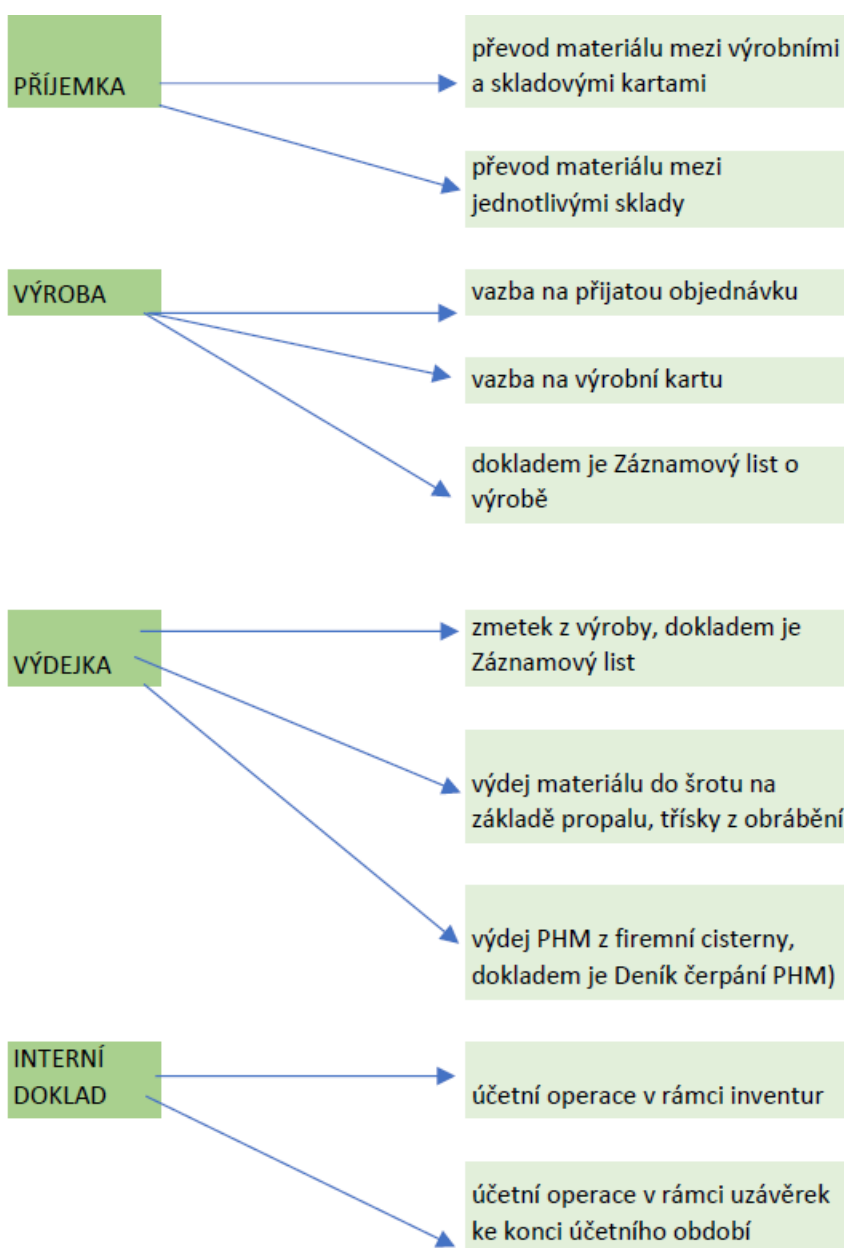 PŘÍJEMKA
převod materiálu mezi výrobními
a skladovými kartami
převod materiálu mezi
jednotlivými sklady
VÝROBA
vazba na přijatou objednávku
vazba na výrobní kartu
dokladem je Záznamový list o
výrobě
VÝDEJKA
zmetek z výroby, dokladem je
Záznamový list
výdej materiálu do šrotu na
základě propalu, třísky z obrábění
výdej PHM z firemní cisterny,
dokladem je Deník čerpání PHM)
INTERNÍ
DOKLAD
účetní operace v rámci inventur
účetní operace v rámci uzávěrek
ke konci účetního období